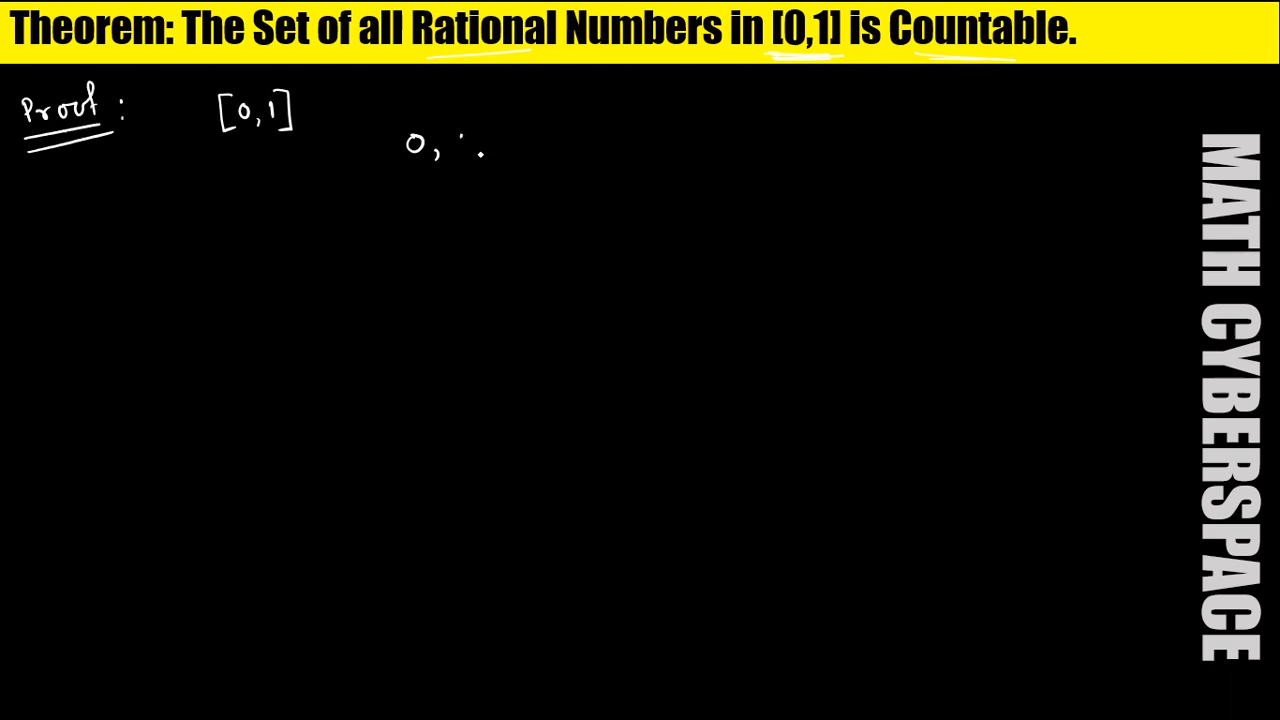 Theorem: The Set of all Rational Numbers in [0,1] is Countable.
Proof : [0,1]
0,
MATH CYBERSPACE